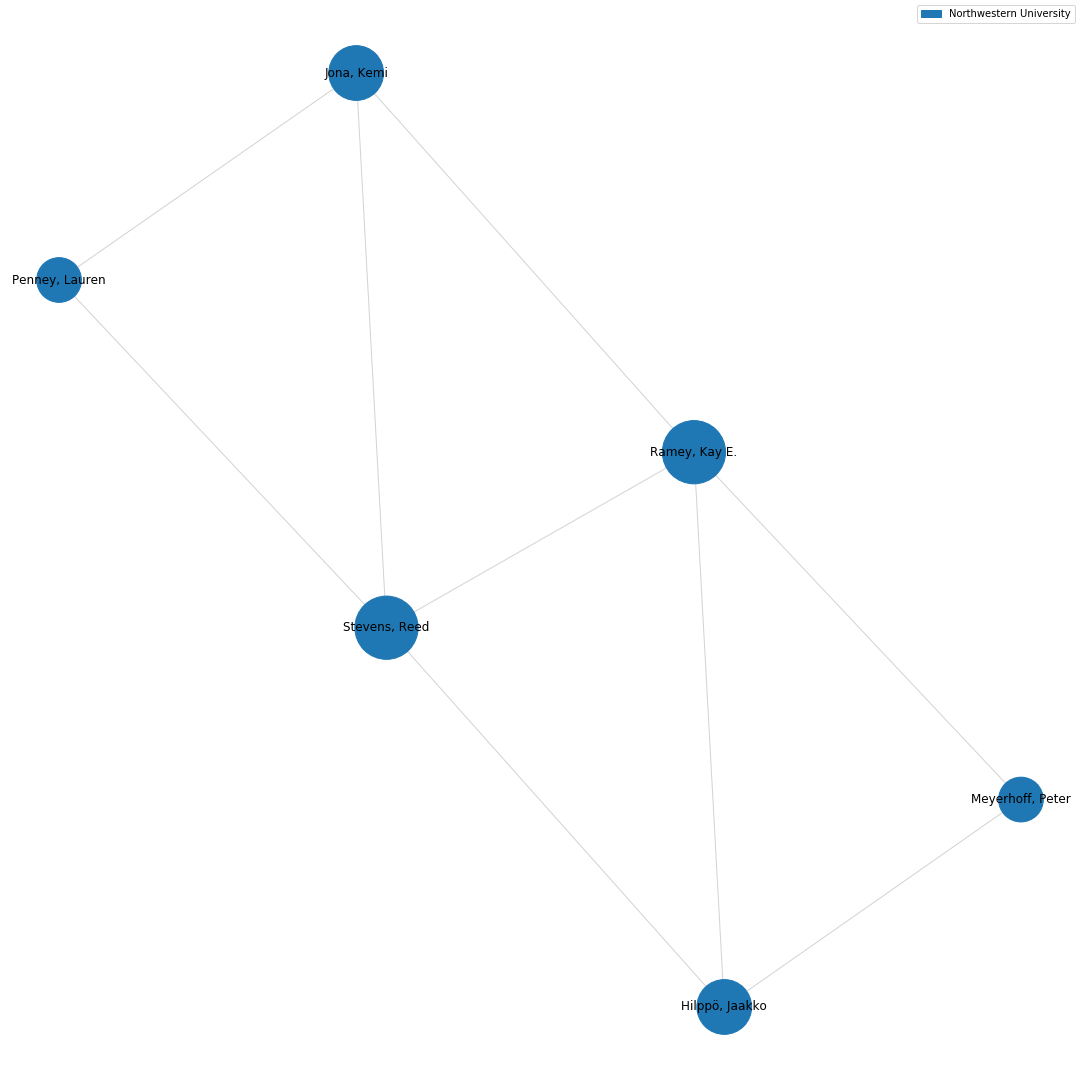 Northwestern University
Jona, Kemi
Penney, Lauren
Ramey, Kay E.
Stevens, Reed
Meyerhoff, Peter
Hilppö, Jaakko